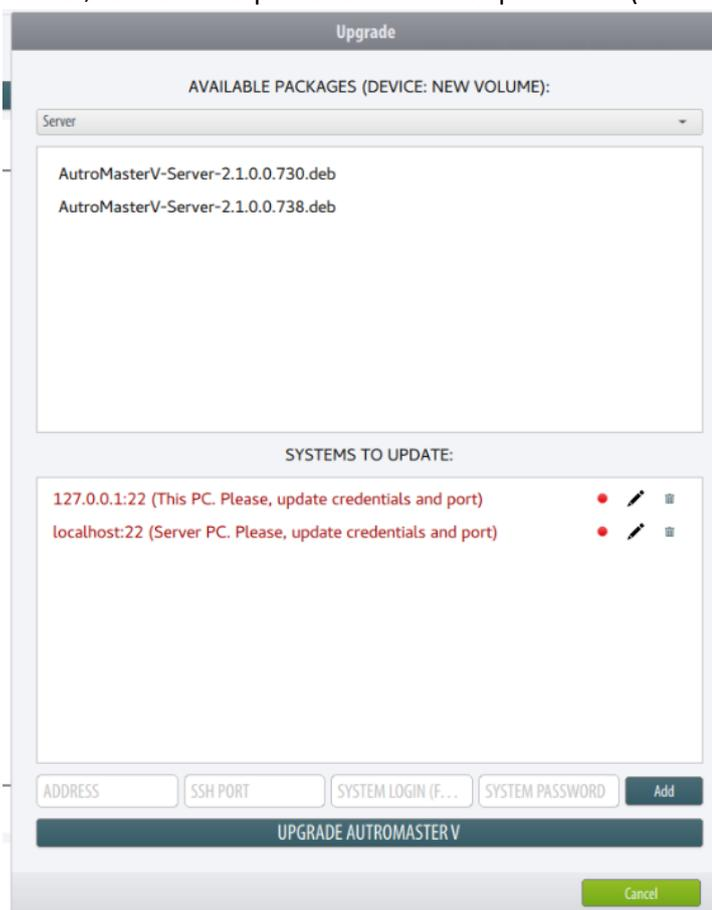 Upgrade
AVAILABLE PACKAGES (DEVICE: NEW VOLUME):
Server
AutroMasterV-Server-2.1.0.0.730.deb
AutroMasterV-Server-2.1.0.0.738.deb
SYSTEMS TO UPDATE:
127.0.0.1:22 (This PC. Please, update credentials and port)
localhost:22 (Server PC. Please, update credentials and port)
ADDRESS SSH PORT SYSTEM LOGIN (F... SYSTEM PASSWORD Add
UPGRADE AUTROMASTER V
Cancel